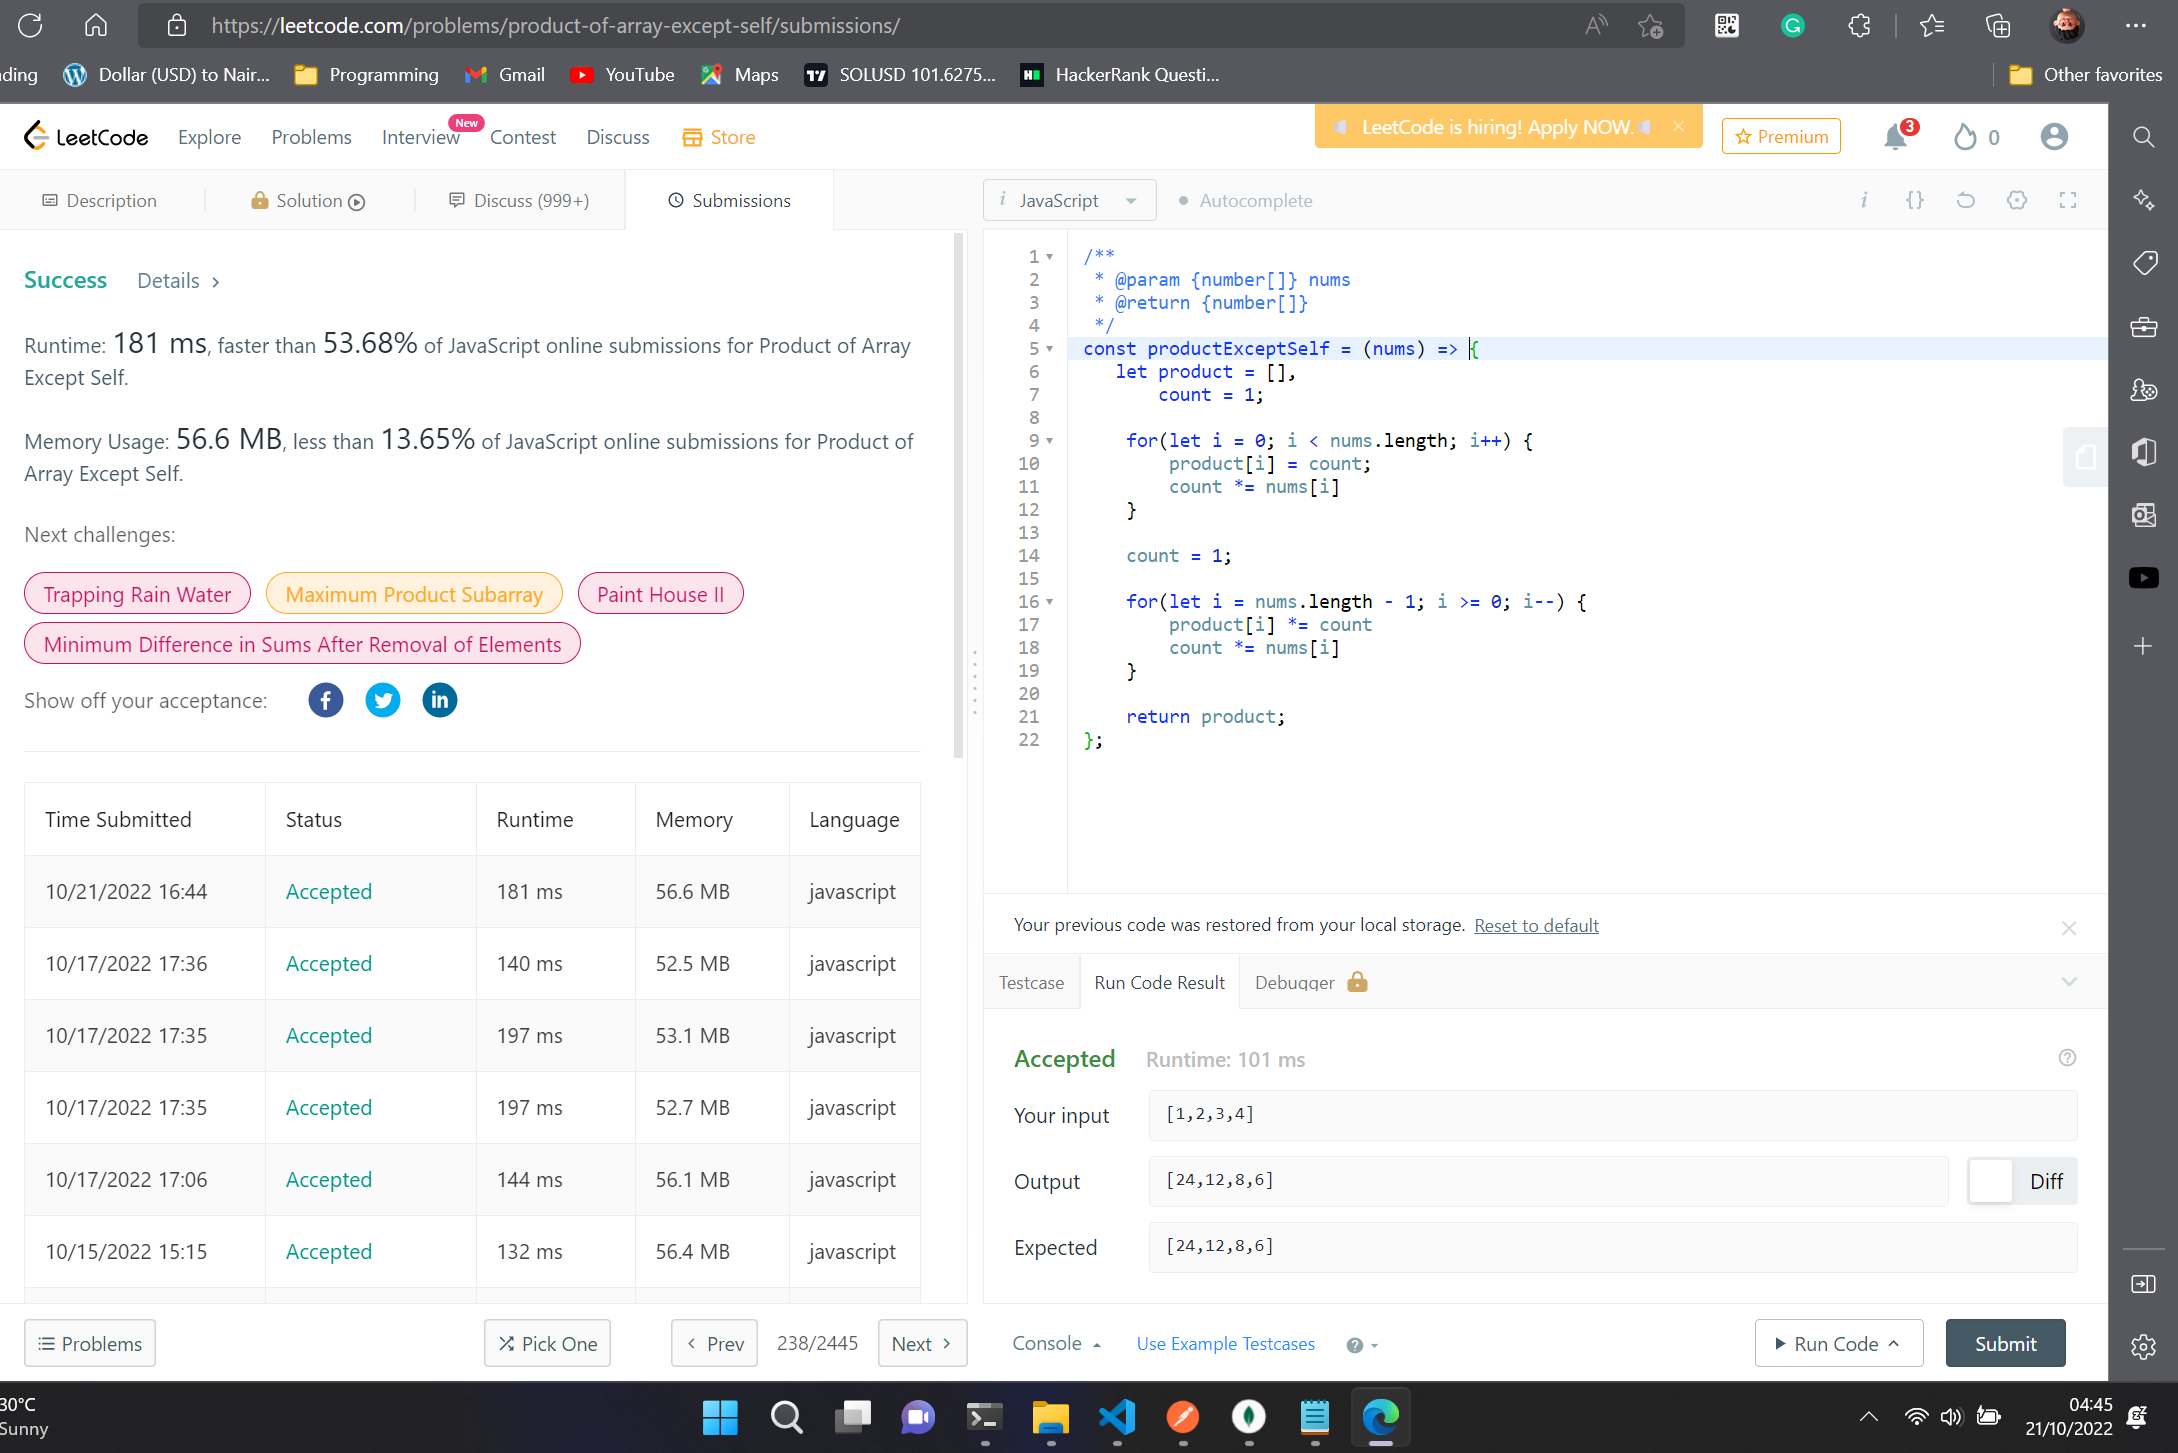 https://leetcode.com/problems/product-of-array-except-self/submissions/
ding Dollar (USD) to Nair... Programming Gmail YouTube Maps SOLUSD 101.6275... HackerRank Questi... Other favorites
LeetCode Explore Problems Interview New Contest Discuss Store LeetCode is hiring! Apply NOW. Premium 3 0
Description Solution Discuss (999+) Submissions
JavaScript Autocomplete
Success Details
Runtime: 181 ms, faster than 53.68% of JavaScript online submissions for Product of Array
Except Self.
Memory Usage: 56.6 MB, less than 13.65% of JavaScript online submissions for Product of
Array Except Self.
Next challenges:
Trapping Rain Water Maximum Product Subarray Paint House II
Minimum Difference in Sums After Removal of Elements
Show off your acceptance:
Time Submitted Status Runtime Memory Language
10/21/2022 16:44 Accepted 181 ms 56.6 MB javascript
10/17/2022 17:36 Accepted 140 ms 52.5 MB javascript
10/17/2022 17:35 Accepted 197 ms 53.1 MB javascript
10/17/2022 17:35 Accepted 197 ms 52.7 MB javascript
10/17/2022 17:06 Accepted 144 ms 56.1 MB javascript
10/15/2022 15:15 Accepted 132 ms 56.4 MB javascript
Problems Pick One Prev 238/2445 Next
1 /**
2 * @param {number[]} nums
3 * @return {number[]}
4 */
5 const productExceptSelf = (nums) => {
6 let product = [],
7 count = 1;
8
9 for(let i = 0; i < nums.length; i++) {
10 product[i] = count;
11 count *= nums[i]
12 }
13
14 count = 1;
15
16 for(let i = nums.length - 1; i >= 0; i--) {
17 product[i] *= count
18 count *= nums[i]
19 }
20
21 return product;
22 };
Your previous code was restored from your local storage. Reset to default
Testcase Run Code Result Debugger
Accepted Runtime: 101 ms
Your input [1,2,3,4]
Output [24,12,8,6] Diff
Expected [24,12,8,6]
Console Use Example Testcases Run Code Submit
30°C
Sunny
04:45
21/10/2022